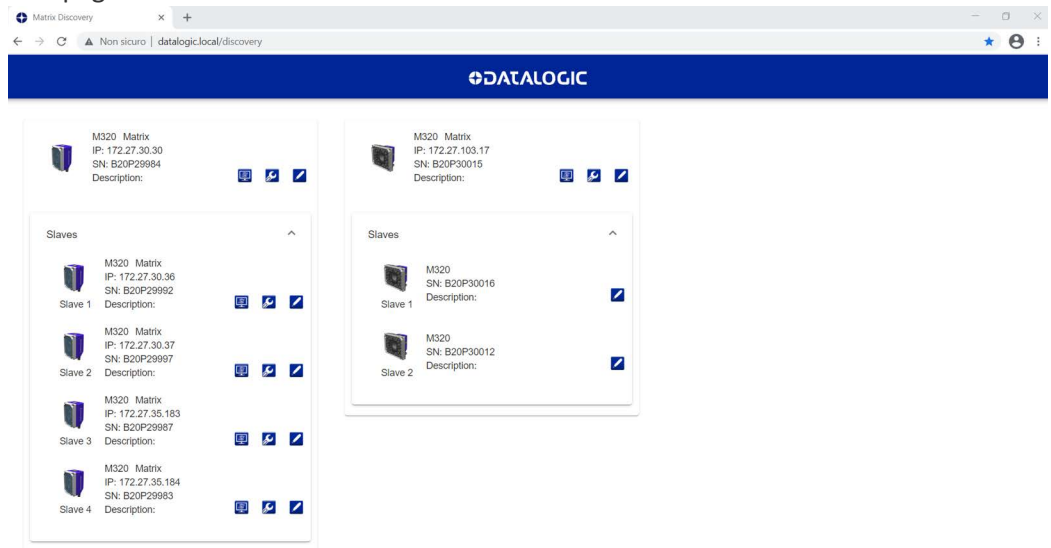 Matrix Discovery
Non sicuro | datalogic.local/discovery
DATALOGIC
M320 Matrix
IP: 172.27.30.30
SN: B20P29984
Description:
Slaves
M320 Matrix
IP: 172.27.30.36
SN: B20P29992
Slave 1 Description:
M320 Matrix
IP: 172.27.30.37
SN: B20P29997
Slave 2 Description:
M320 Matrix
IP: 172.27.35.183
SN: B20P29987
Slave 3 Description:
M320 Matrix
IP: 172.27.35.184
SN: B20P29983
Slave 4 Description:
M320 Matrix
IP: 172.27.103.17
SN: B20P30015
Description:
Slaves
M320
SN: B20P30016
Description:
Slave 1
M320
SN: B20P30012
Description:
Slave 2